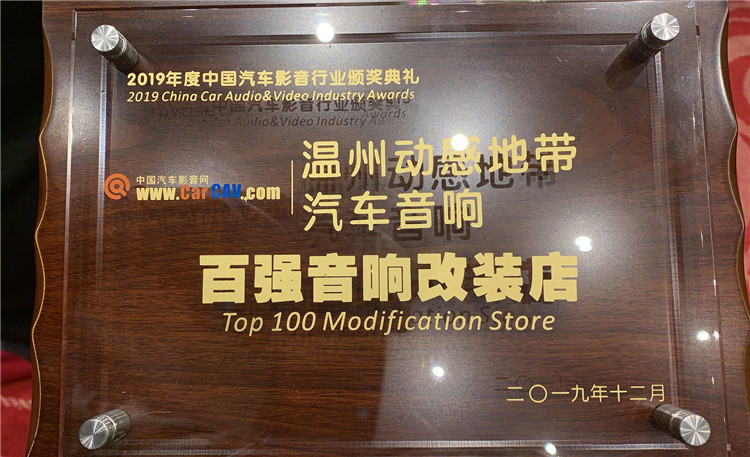 2019年度中国汽车影音行业颁奖典礼
2019 China Car Audio&Video Industry Awards
中国汽车影音网
www.CarCAV.com
温州动感地带
汽车音响
百强音响改装店
Top 100 Modification Store
二〇一九年十二月